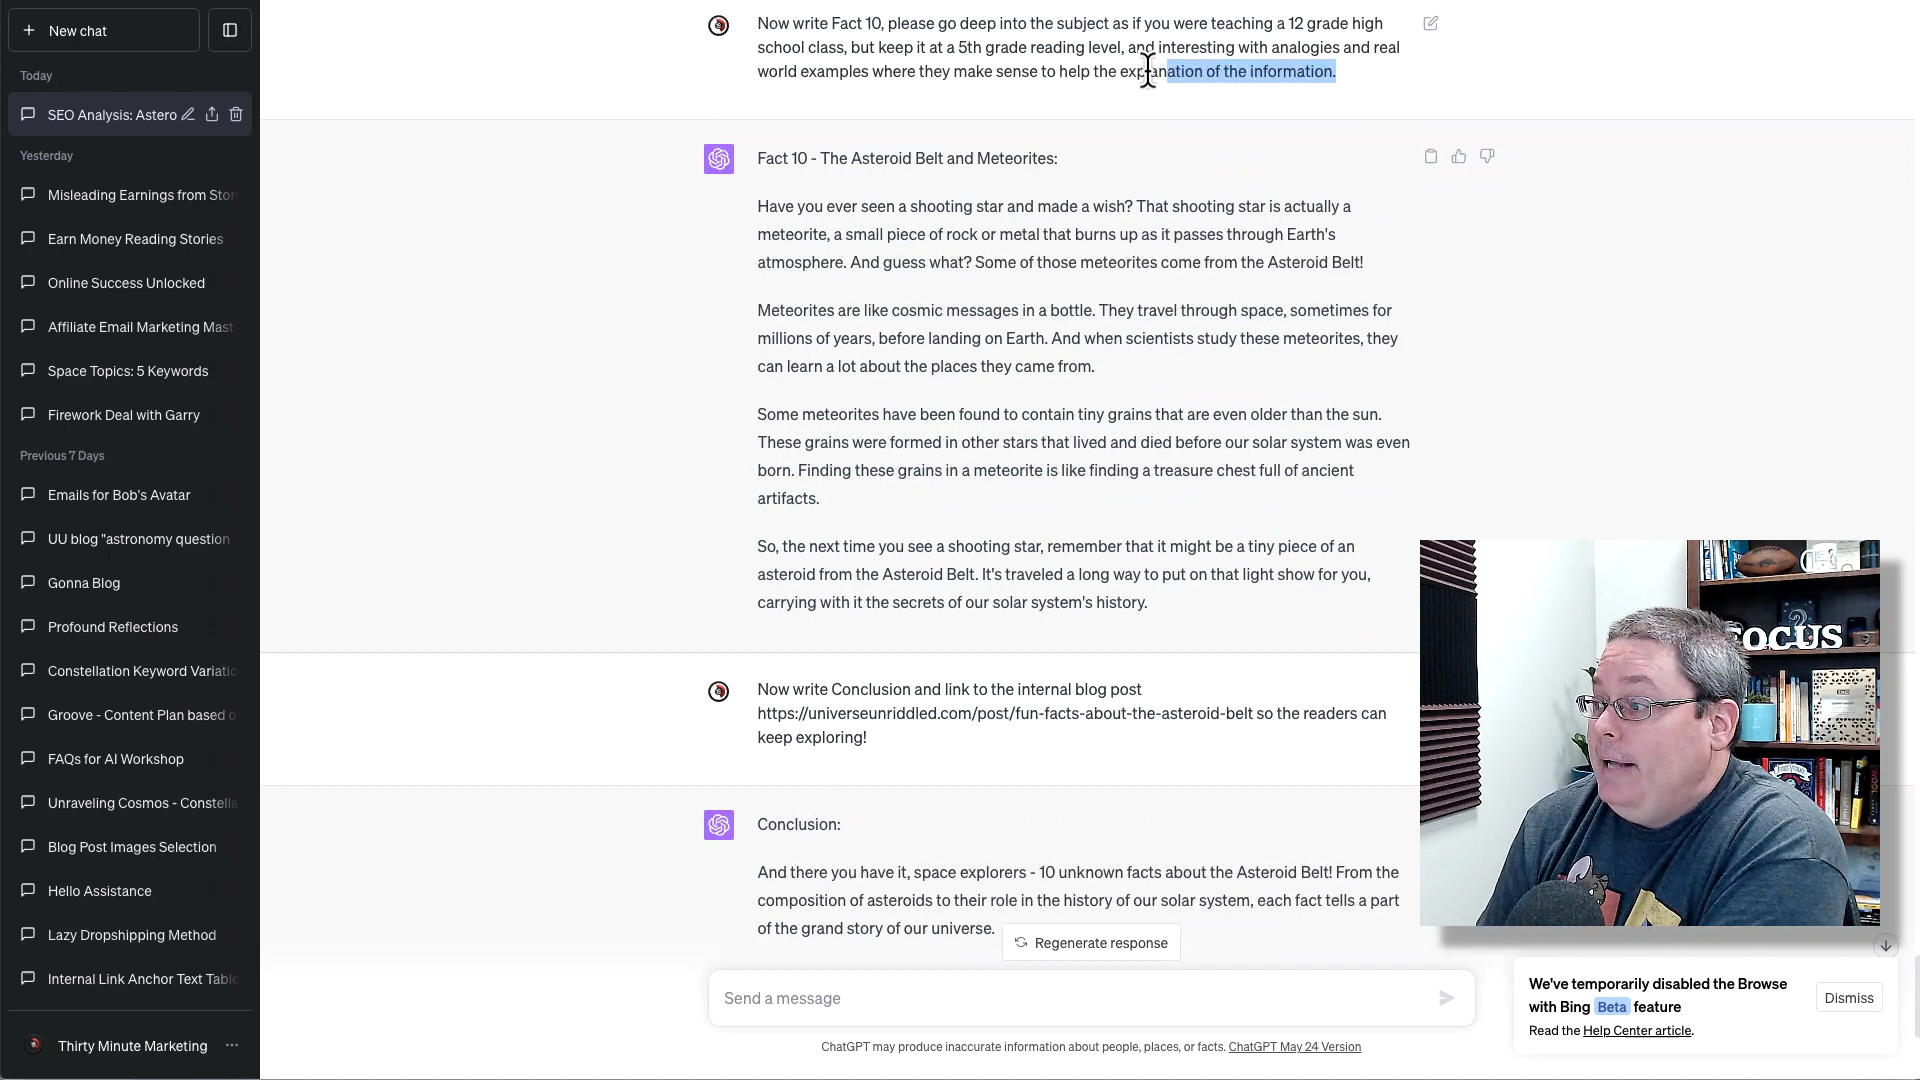 New chat
Today
SEO Analysis: Astero
Yesterday
Misleading Earnings from Stor
Earn Money Reading Stories
Online Success Unlocked
Affiliate Email Marketing Mast
Space Topics: 5 Keywords
Firework Deal with Garry
Previous 7 Days
Emails for Bob's Avatar
UU blog "astronomy question
Gonna Blog
Profound Reflections
Constellation Keyword Variatio
Groove - Content Plan based o
FAQs for AI Workshop
Unraveling Cosmos - Constella
Blog Post Images Selection
Hello Assistance
Lazy Dropshipping Method
Internal Link Anchor Text Table
Thirty Minute Marketing
Now write Fact 10, please go deep into the subject as if you were teaching a 12 grade high
school class, but keep it at a 5th grade reading level, and interesting with analogies and real
world examples where they make sense to help the explanation of the information.
Fact 10 - The Asteroid Belt and Meteorites:
Have you ever seen a shooting star and made a wish? That shooting star is actually a
meteorite, a small piece of rock or metal that burns up as it passes through Earth's
atmosphere. And guess what? Some of those meteorites come from the Asteroid Belt!
Meteorites are like cosmic messages in a bottle. They travel through space, sometimes for
millions of years, before landing on Earth. And when scientists study these meteorites, they
can learn a lot about the places they came from.
Some meteorites have been found to contain tiny grains that are even older than the sun.
These grains were formed in other stars that lived and died before our solar system was even
born. Finding these grains in a meteorite is like finding a treasure chest full of ancient
artifacts.
So, the next time you see a shooting star, remember that it might be a tiny piece of an
asteroid from the Asteroid Belt. It's traveled a long way to put on that light show for you,
carrying with it the secrets of our solar system's history.
Now write Conclusion and link to the internal blog post
https://universeunriddled.com/post/fun-facts-about-the-asteroid-belt so the readers can
keep exploring!
Conclusion:
And there you have it, space explorers - 10 unknown facts about the Asteroid Belt! From the
composition of asteroids to their role in the history of our solar system, each fact tells a part
of the grand story of our universe.
Regenerate response
Send a message
ChatGPT may produce inaccurate information about people, places, or facts. ChatGPT May 24 Version
FOCUS
We've temporarily disabled the Browse
with Bing Beta feature
Read the Help Center article.
Dismiss